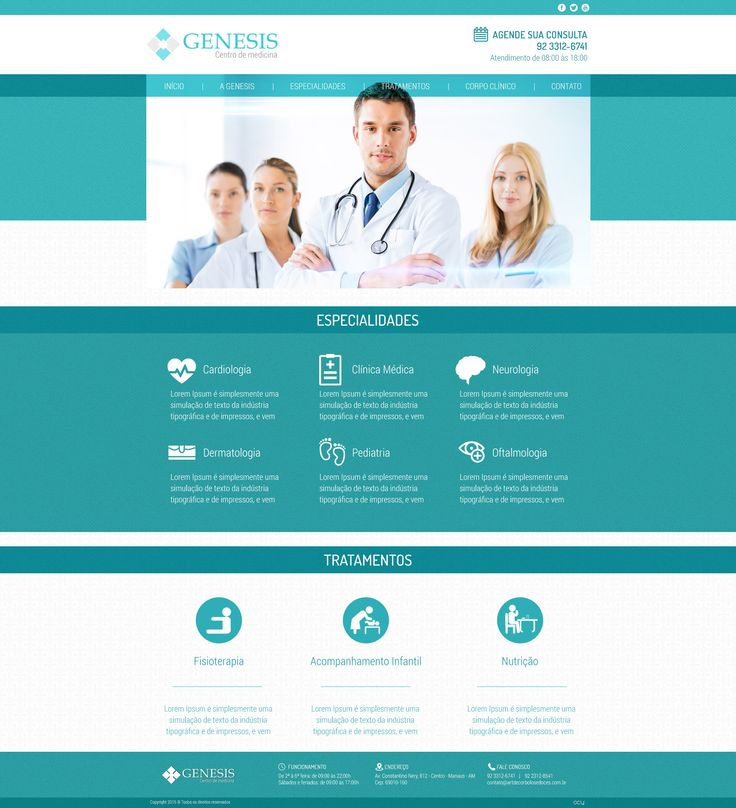 GENESIS
Centro de medicina
AGENDE SUA CONSULTA
92 3312-6741
Atendimento de 08:00 às 18:00
INÍCIO | A GENESIS | ESPECIALIDADES | TRATAMENTOS | CORPO CLÍNICO | CONTATO
ESPECIALIDADES
Cardiologia
Lorem Ipsum é simplesmente uma
simulação de texto da indústria
tipográfica e de impressos, e vem
Clínica Médica
Lorem Ipsum é simplesmente uma
simulação de texto da indústria
tipográfica e de impressos, e vem
Neurologia
Lorem Ipsum é simplesmente uma
simulação de texto da indústria
tipográfica e de impressos, e vem
Dermatologia
Lorem Ipsum é simplesmente uma
simulação de texto da indústria
tipográfica e de impressos, e vem
Pediatria
Lorem Ipsum é simplesmente uma
simulação de texto da indústria
tipográfica e de impressos, e vem
Oftalmologia
Lorem Ipsum é simplesmente uma
simulação de texto da indústria
tipográfica e de impressos, e vem
TRATAMENTOS
Fisioterapia
Lorem Ipsum é simplesmente uma
simulação de texto da indústria
tipográfica e de impressos, e vem
Acompanhamento Infantil
Lorem Ipsum é simplesmente uma
simulação de texto da indústria
tipográfica e de impressos, e vem
Nutrição
Lorem Ipsum é simplesmente uma
simulação de texto da indústria
tipográfica e de impressos, e vem
GENESIS
Centro de medicina
FUNCIONAMENTO
De 2ª a 6ª feira: de 09:00 às 22:00h
Sábados e feriados: de 09:00 às 17:00h
ENDEREÇO
Av. Constantino Nery, 812 - Centro - Manaus - AM
Cep: 69010-160
FALE CONOSCO
92 3312-6741 | 92 3312-8541
Copyright 2015 © Todos os direitos reservados